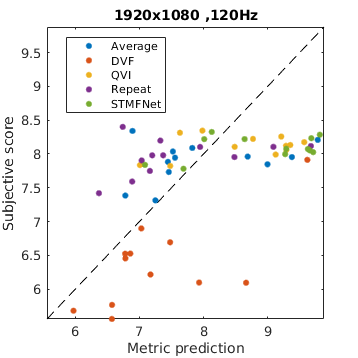 1920x1080 ,120Hz
Average
DVF
QVI
Repeat
STMFNet
9.5
9
8.5
8
7.5
7
6.5
6
Subjective score
6 7 8 9
Metric prediction